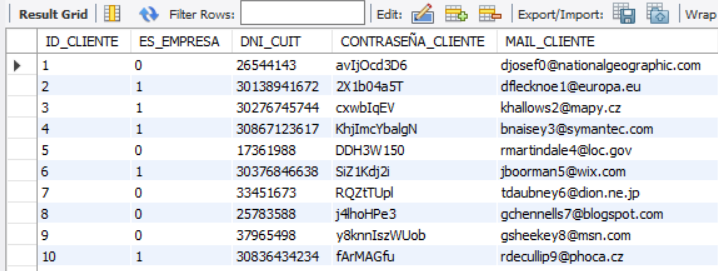 Result Grid Filter Rows: Edit: Export/Import: Wrap
ID_CLIENTE ES_EMPRESA DNI_CUIT CONTRASEÑA_CLIENTE MAIL_CLIENTE
1 0 26544143 avIjOcd3D6 djosef0@nationalgeographic.com
2 1 30138941672 2X1b04a5T dflecknoe1@europa.eu
3 1 30276745744 cxwbIqEV khallows2@mapy.cz
4 1 30867123617 KhjImcYbalgN bnaisey3@symantec.com
5 0 17361988 DDH3W150 rmartindale4@loc.gov
6 1 30376846638 SiZ1Kdj2i jboorman5@wix.com
7 0 33451673 RQZtTUpl tdaubney6@dion.ne.jp
8 0 25783588 j4lhoHPe3 gchennells7@blogspot.com
9 0 37965498 y8knnIszWUob gsheekey8@msn.com
10 1 30836434234 fArMAGfu rdecullip9@phoca.cz